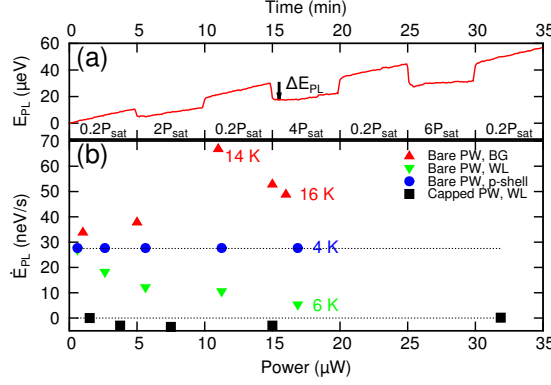 Time (min)
0 5 10 15 20 25 30 35
60
40
20
0
E_PL (µeV)
(a)
ΔE_PL
0.2P_sat 2P_sat 0.2P_sat 4P_sat 0.2P_sat 6P_sat 0.2P_sat
70
60
50
40
30
20
10
0
Ė_PL (neV/s)
(b)
14 K
16 K
4 K
6 K
Bare PW, BG
Bare PW, WL
Bare PW, p-shell
Capped PW, WL
0 5 10 15 20 25 30 35
Power (µW)